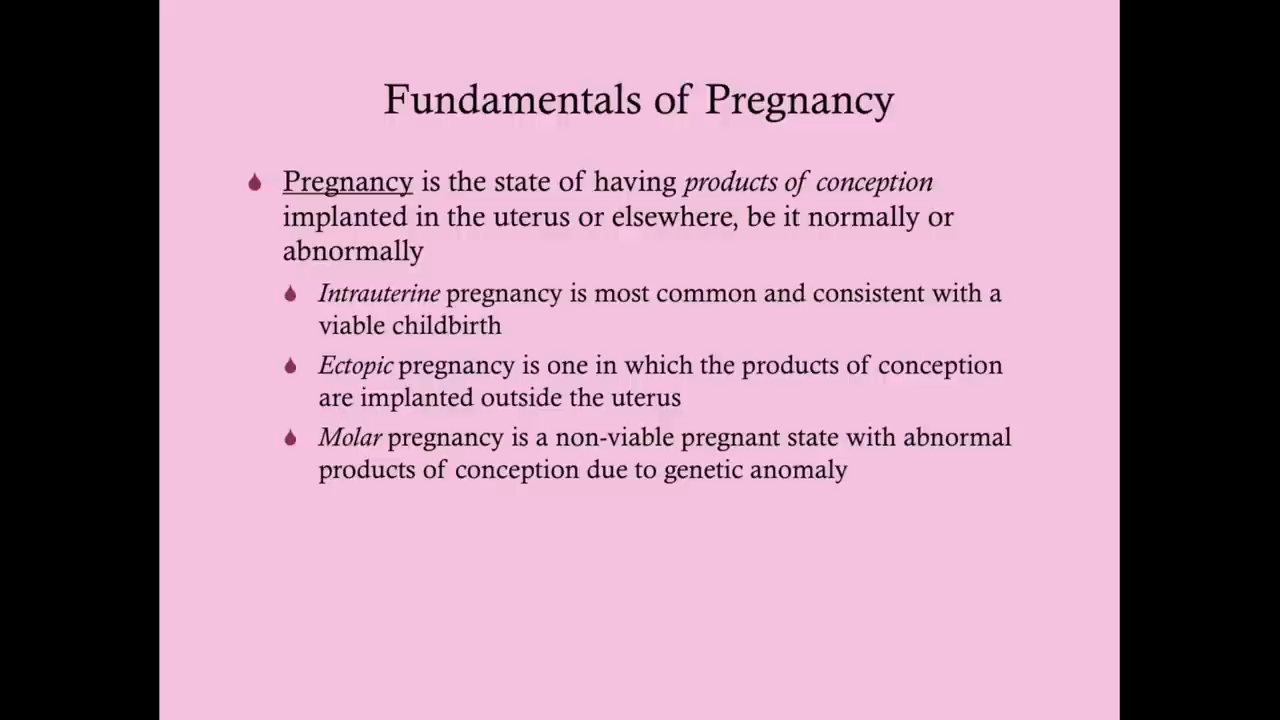 Fundamentals of Pregnancy
Pregnancy is the state of having products of conception
implanted in the uterus or elsewhere, be it normally or
abnormally
Intrauterine pregnancy is most common and consistent with a
viable childbirth
Ectopic pregnancy is one in which the products of conception
are implanted outside the uterus
Molar pregnancy is a non-viable pregnant state with abnormal
products of conception due to genetic anomaly